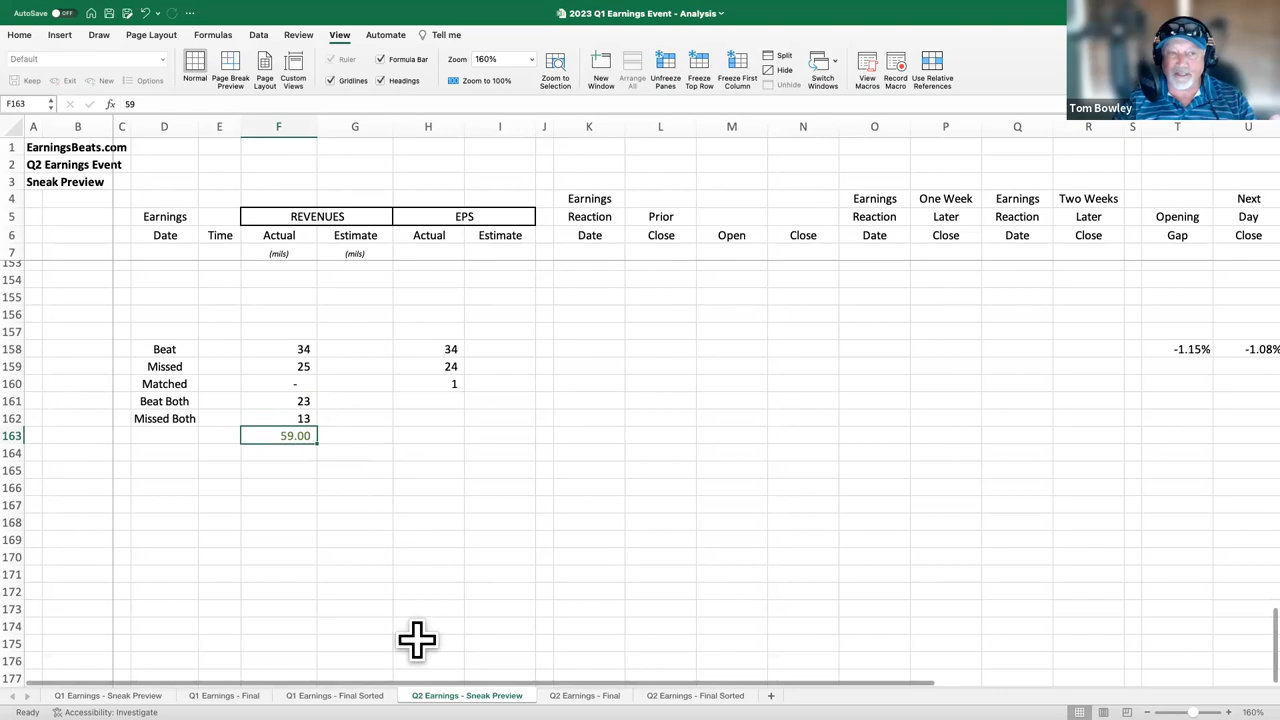 AutoSave OFF
2023 Q1 Earnings Event - Analysis
Home Insert Draw Page Layout Formulas Data Review View Automate Tell me
Default
Keep Exit New Options
Normal Page Break Preview Page Layout Custom Views
Ruler Formula Bar
Gridlines Headings
Zoom 160%
Zoom to 100%
Zoom to Selection
New Window Arrange All Unfreeze Panes Freeze Top Row Freeze First Column
Split
Hide
Unhide
Switch Windows View Macros Record Macro Use Relative References
Tom Bowley
F163 fx 59
A B C D E F G H I J K L M N O P Q R S T U
1 EarningsBeats.com
2 Q2 Earnings Event
3 Sneak Preview
4 Earnings Earnings One Week Earnings Two Weeks Next
5 Earnings REVENUES EPS Reaction Prior Reaction Later Reaction Later Opening Day
6 Date Time Actual Estimate Actual Estimate Date Close Open Close Date Close Date Close Gap Close
7 (mils) (mils)
153
154
155
156
157
158 Beat 34 34 -1.15% -1.08%
159 Missed 25 24
160 Matched - 1
161 Beat Both 23
162 Missed Both 13
163 59.00
164
165
166
167
168
169
170
171
172
173
174
175
176
177
Q1 Earnings - Sneak Preview Q1 Earnings - Final Q1 Earnings - Final Sorted Q2 Earnings - Sneak Preview Q2 Earnings - Final Q2 Earnings - Final Sorted +
Ready Accessibility: Investigate 160%